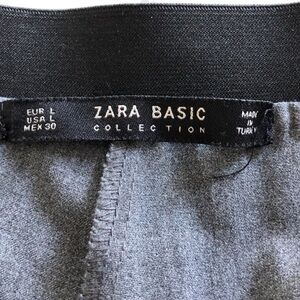 EUR L
USA L
MEX 30
ZARA BASIC
COLLECTION
MADE
IN
TURKEY